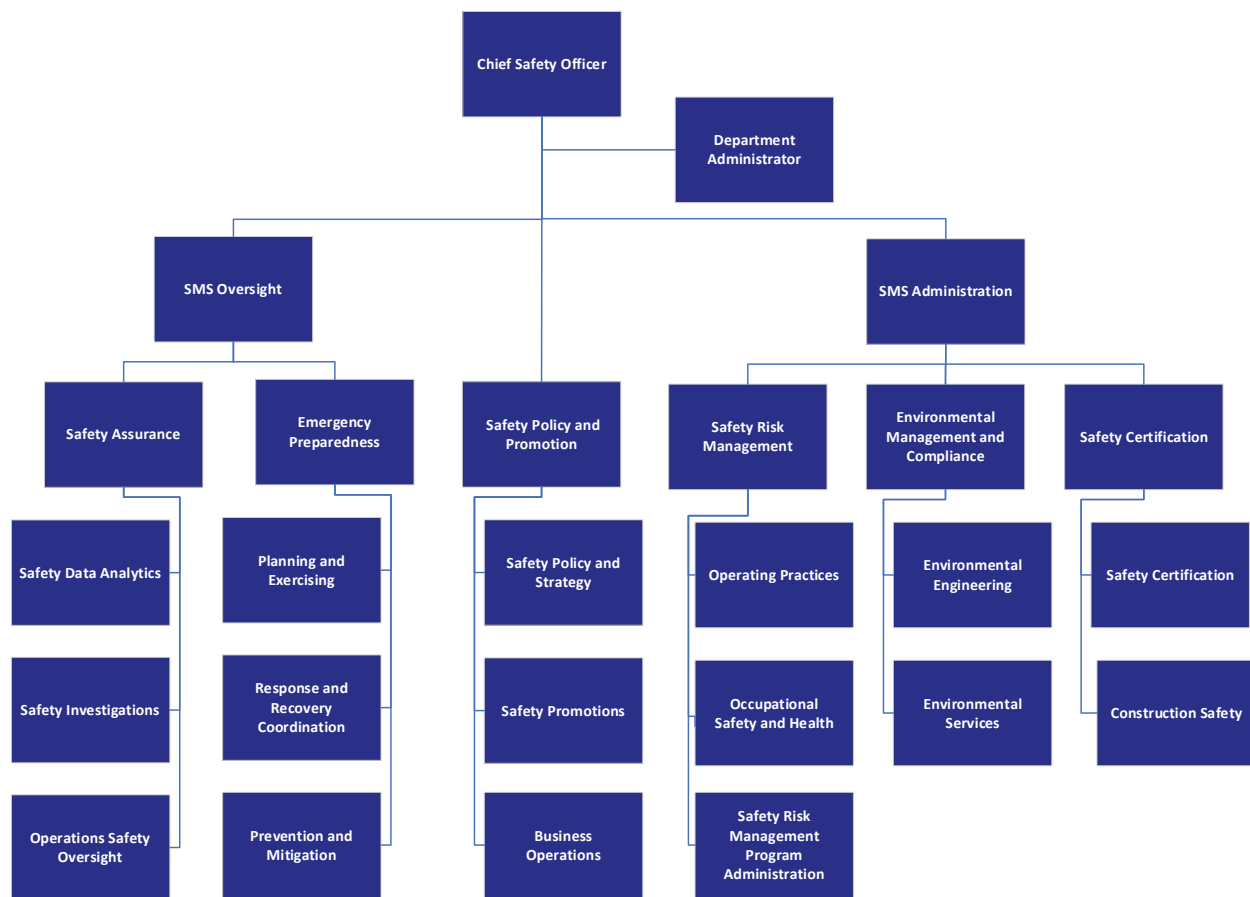 Chief Safety Officer
Department
Administrator
SMS Oversight
SMS Administration
Safety Assurance
Emergency
Preparedness
Safety Policy and
Promotion
Safety Risk
Management
Environmental
Management and
Compliance
Safety Certification
Safety Data Analytics
Planning and
Exercising
Safety Policy and
Strategy
Operating Practices
Environmental
Engineering
Safety Certification
Safety Investigations
Response and
Recovery
Coordination
Safety Promotions
Occupational
Safety and Health
Environmental
Services
Construction Safety
Operations Safety
Oversight
Prevention and
Mitigation
Business
Operations
Safety Risk
Management
Program
Administration